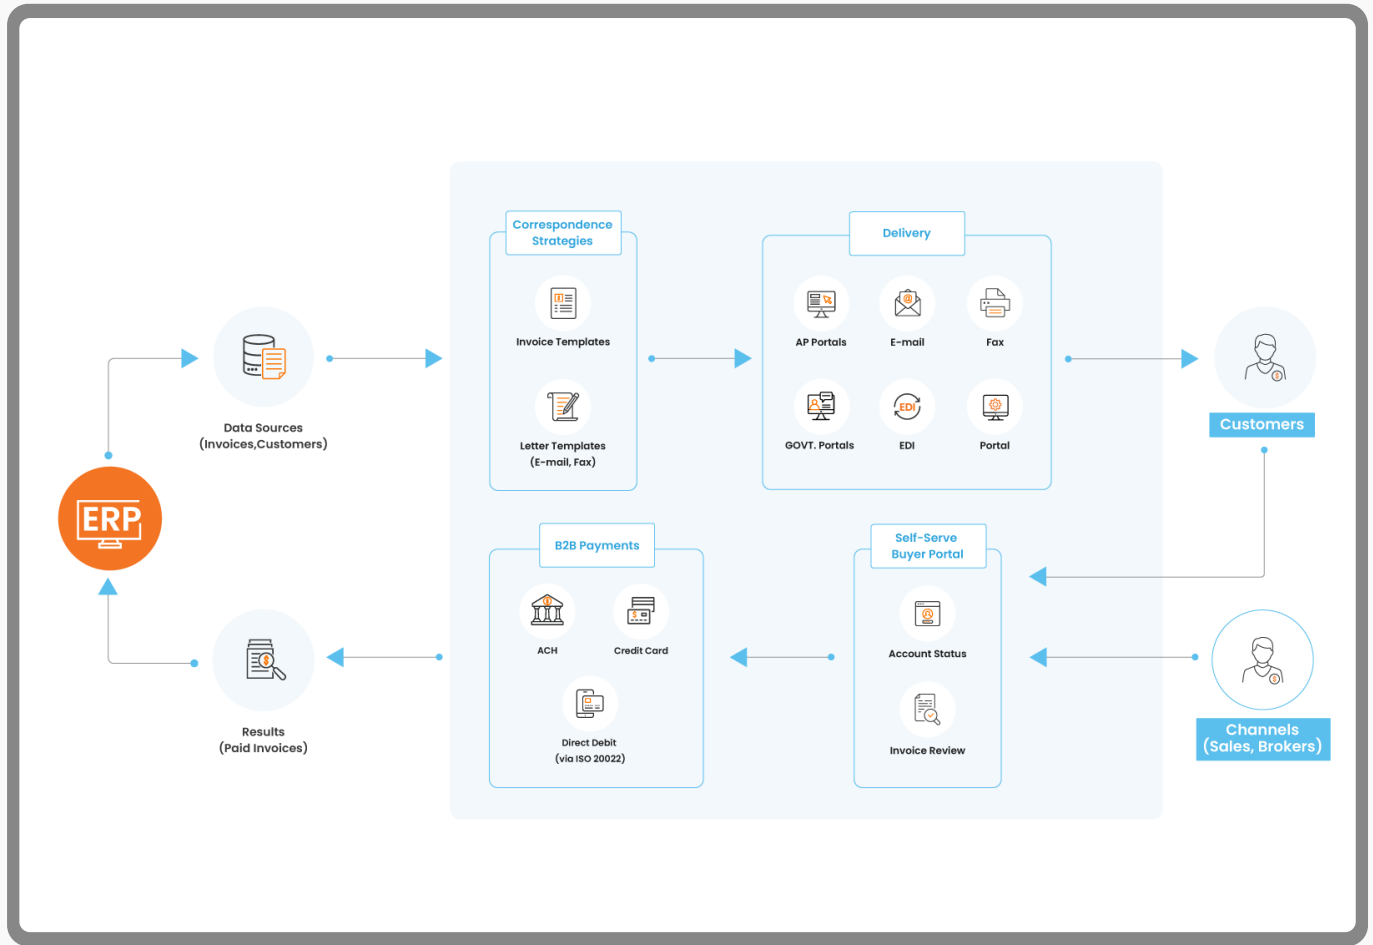 Correspondence
Strategies
Invoice Templates
Letter Templates
(E-mail, Fax)
Delivery
AP Portals
E-mail
Fax
GOVT. Portals
EDI
EDI
Portal
Data Sources
(Invoices,Customers)
Customers
ERP
B2B Payments
ACH
Credit Card
Direct Debit
(via ISO 20022)
Self-Serve
Buyer Portal
Account Status
Invoice Review
Results
(Paid Invoices)
Channels
(Sales, Brokers)